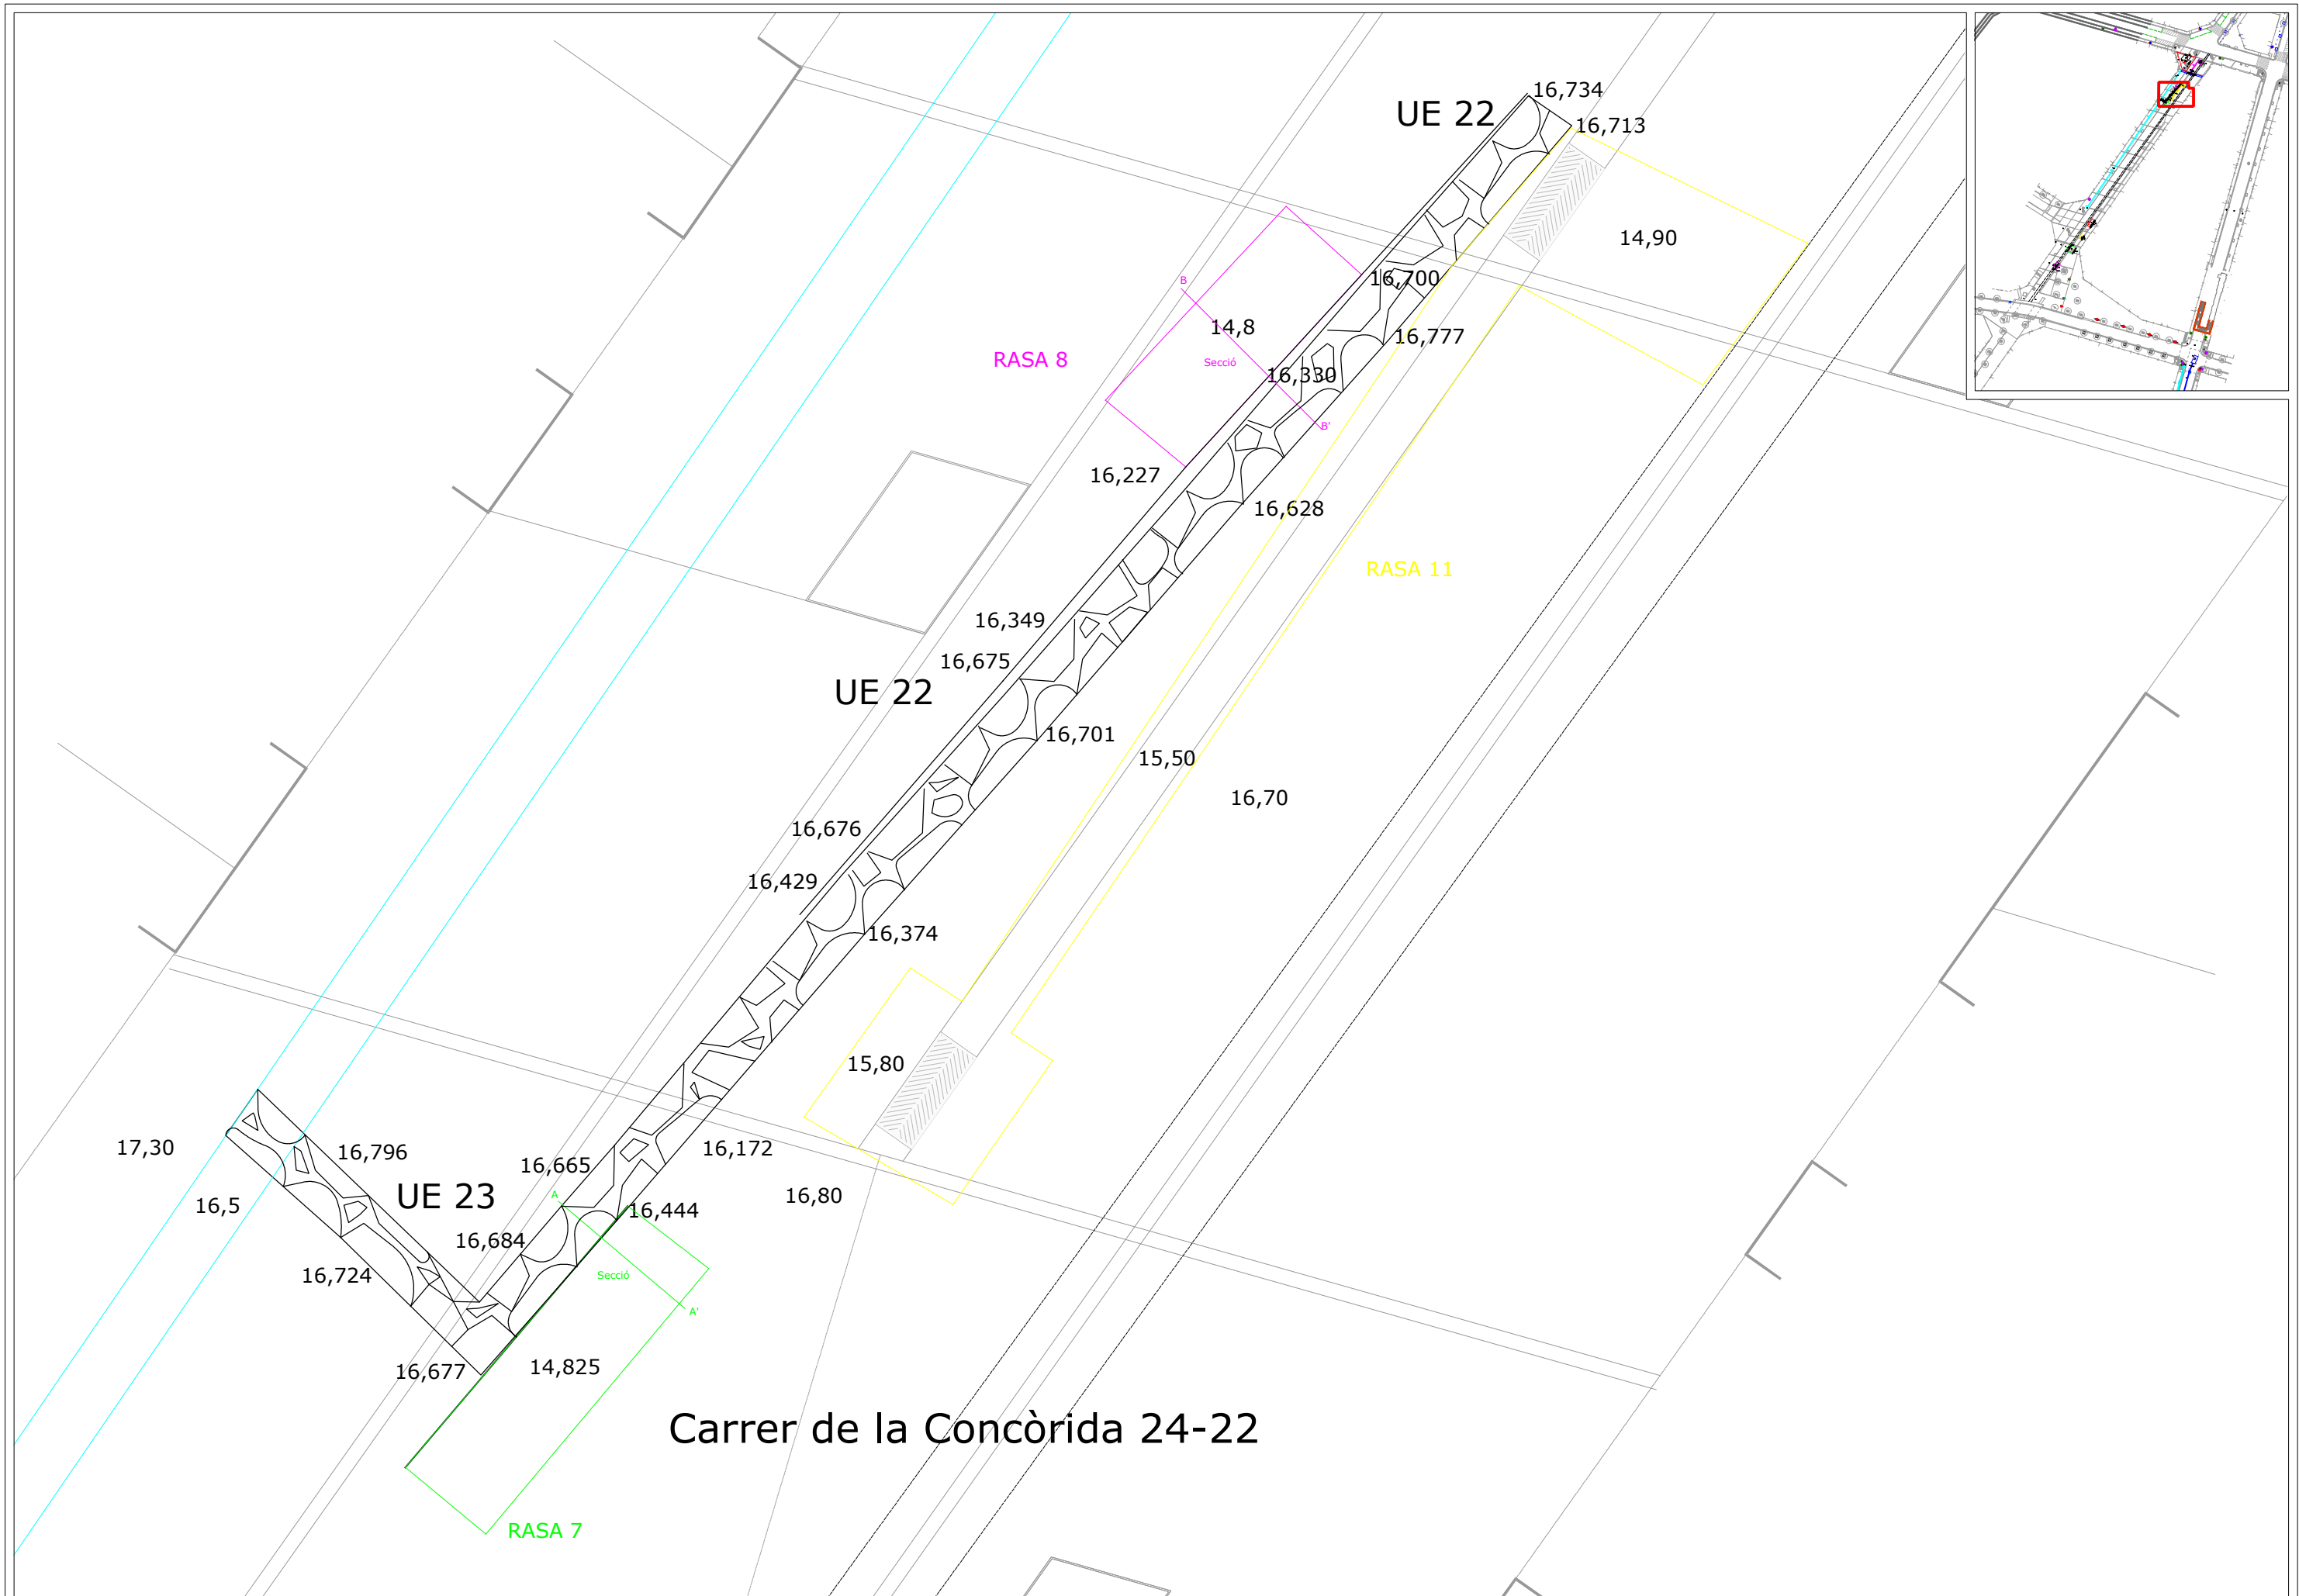 16,734
UE 22
16,713
14,90
16,700
B
14,8
16,777
RASA 8
Secció
16,330
B'
16,227
16,628
RASA 11
16,349
16,675
UE 22
16,701
15,50
16,70
16,676
16,429
16,374
15,80
17,30
16,796
16,172
16,665
UE 23
A
16,80
16,5
16,444
16,684
16,724
Secció
A'
16,677
14,825
Carrer de la Concòrida 24-22
RASA 7